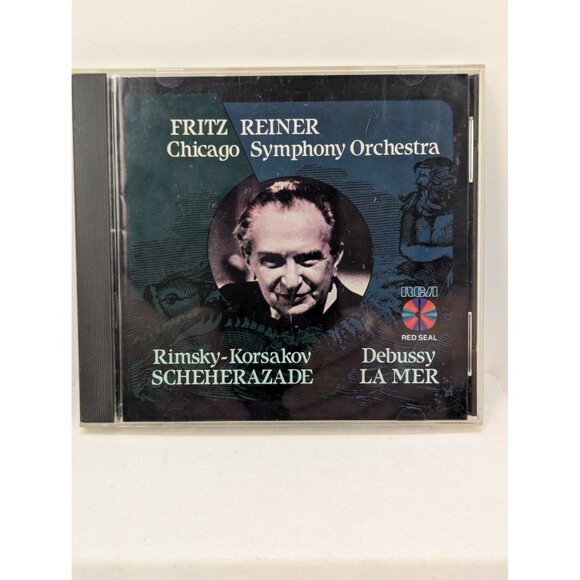 FRITZ REINER
Chicago Symphony Orchestra
RCA
RED SEAL
Rimsky-Korsakov
SCHEHERAZADE
Debussy
LA MER